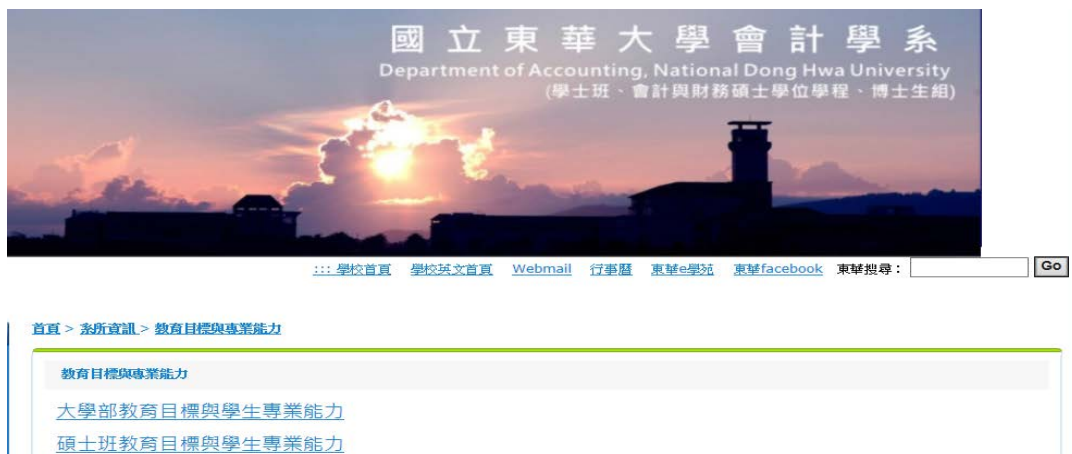 國立東華大學會計學系
Department of Accounting, National Dong Hwa University
(學士班、會計與財務碩士學位學程、博士生組)
::: 學校首頁 學校英文首頁 Webmail 行事曆 東華e學苑 東華facebook 東華搜尋： Go
首頁 > 系所資訊 > 教育目標與專業能力
教育目標與專業能力
大學部教育目標與學生專業能力
碩士班教育目標與學生專業能力